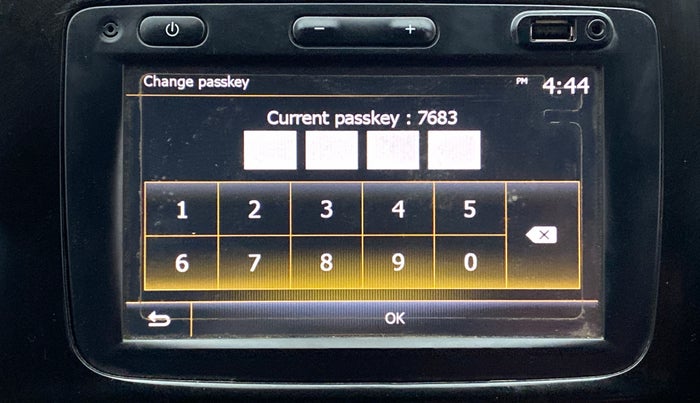 Change passkey
PM 4:44
Current passkey : 7683
1 2 3 4 5
6 7 8 9 0
OK